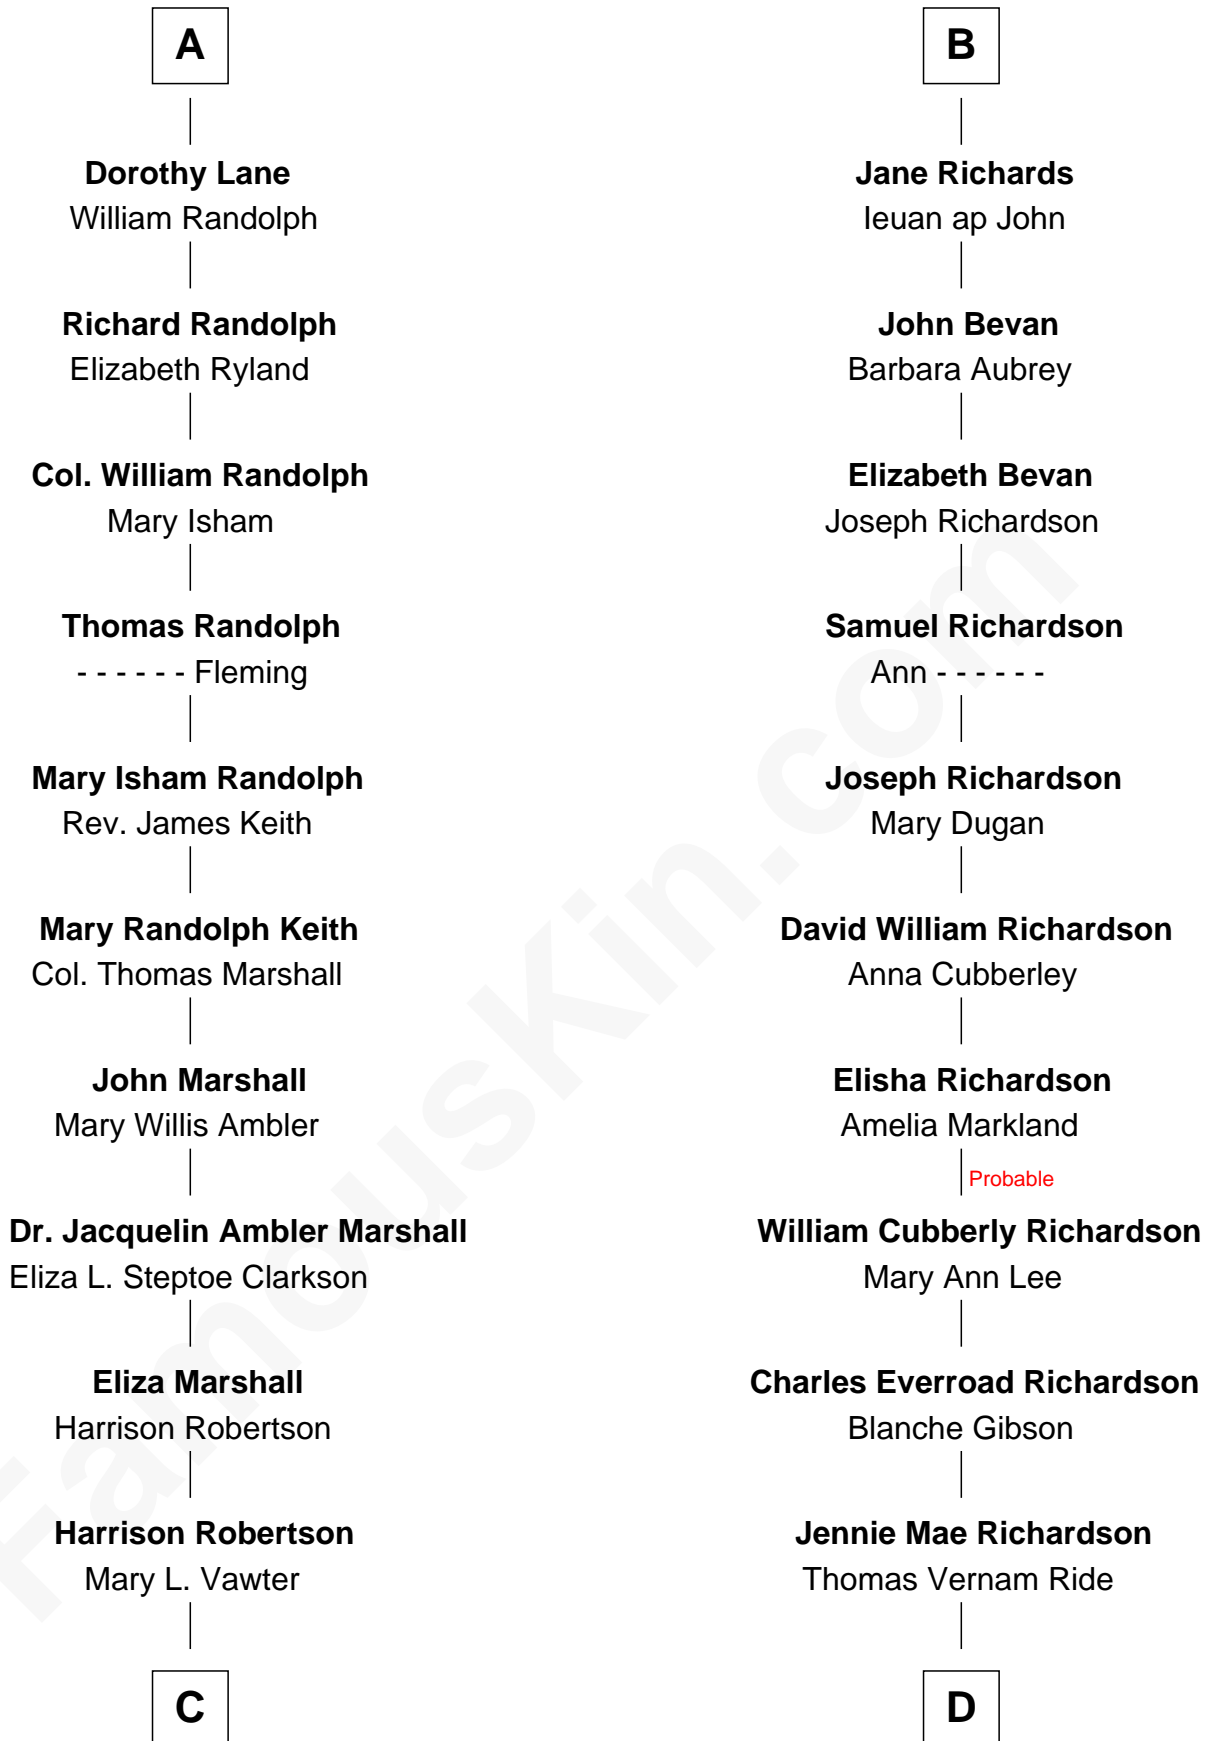 A
Dorothy Lane
William Randolph
Richard Randolph
Elizabeth Ryland
Col. William Randolph
Mary Isham
Thomas Randolph
- - - - - - Fleming
Mary Isham Randolph
Rev. James Keith
Mary Randolph Keith
Col. Thomas Marshall
John Marshall
Mary Willis Ambler
Dr. Jacquelin Ambler Marshall
Eliza L. Steptoe Clarkson
Eliza Marshall
Harrison Robertson
Harrison Robertson
Mary L. Vawter
C
B
Jane Richards
Ieuan ap John
John Bevan
Barbara Aubrey
Elizabeth Bevan
Joseph Richardson
Samuel Richardson
Ann - - - - - -
Joseph Richardson
Mary Dugan
David William Richardson
Anna Cubberley
Elisha Richardson
Amelia Markland
Probable
William Cubberly Richardson
Mary Ann Lee
Charles Everroad Richardson
Blanche Gibson
Jennie Mae Richardson
Thomas Vernam Ride
D
FamousKin.com